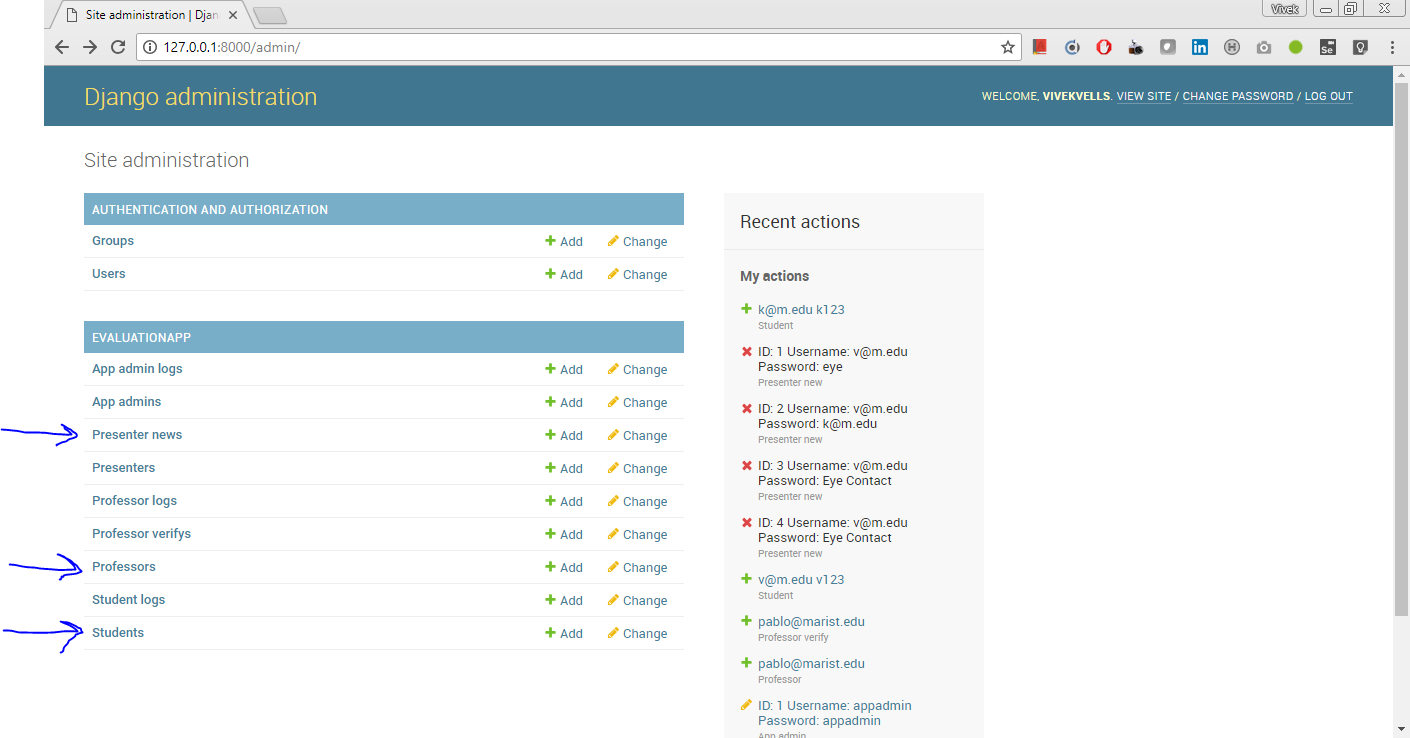 Site administration | Djan
Vivek
127.0.0.1:8000/admin/
Django administration
WELCOME, VIVEKVELLS. VIEW SITE / CHANGE PASSWORD / LOG OUT
Site administration
AUTHENTICATION AND AUTHORIZATION
Groups Add Change
Users Add Change
EVALUATIONAPP
App admin logs Add Change
App admins Add Change
Presenter news Add Change
Presenters Add Change
Professor logs Add Change
Professor verifys Add Change
Professors Add Change
Student logs Add Change
Students Add Change
Recent actions
My actions
k@m.edu k123
Student
ID: 1 Username: v@m.edu
Password: eye
Presenter new
ID: 2 Username: v@m.edu
Password: k@m.edu
Presenter new
ID: 3 Username: v@m.edu
Password: Eye Contact
Presenter new
ID: 4 Username: v@m.edu
Password: Eye Contact
Presenter new
v@m.edu v123
Student
pablo@marist.edu
Professor verify
pablo@marist.edu
Professor
ID: 1 Username: appadmin
Password: appadmin
App admin